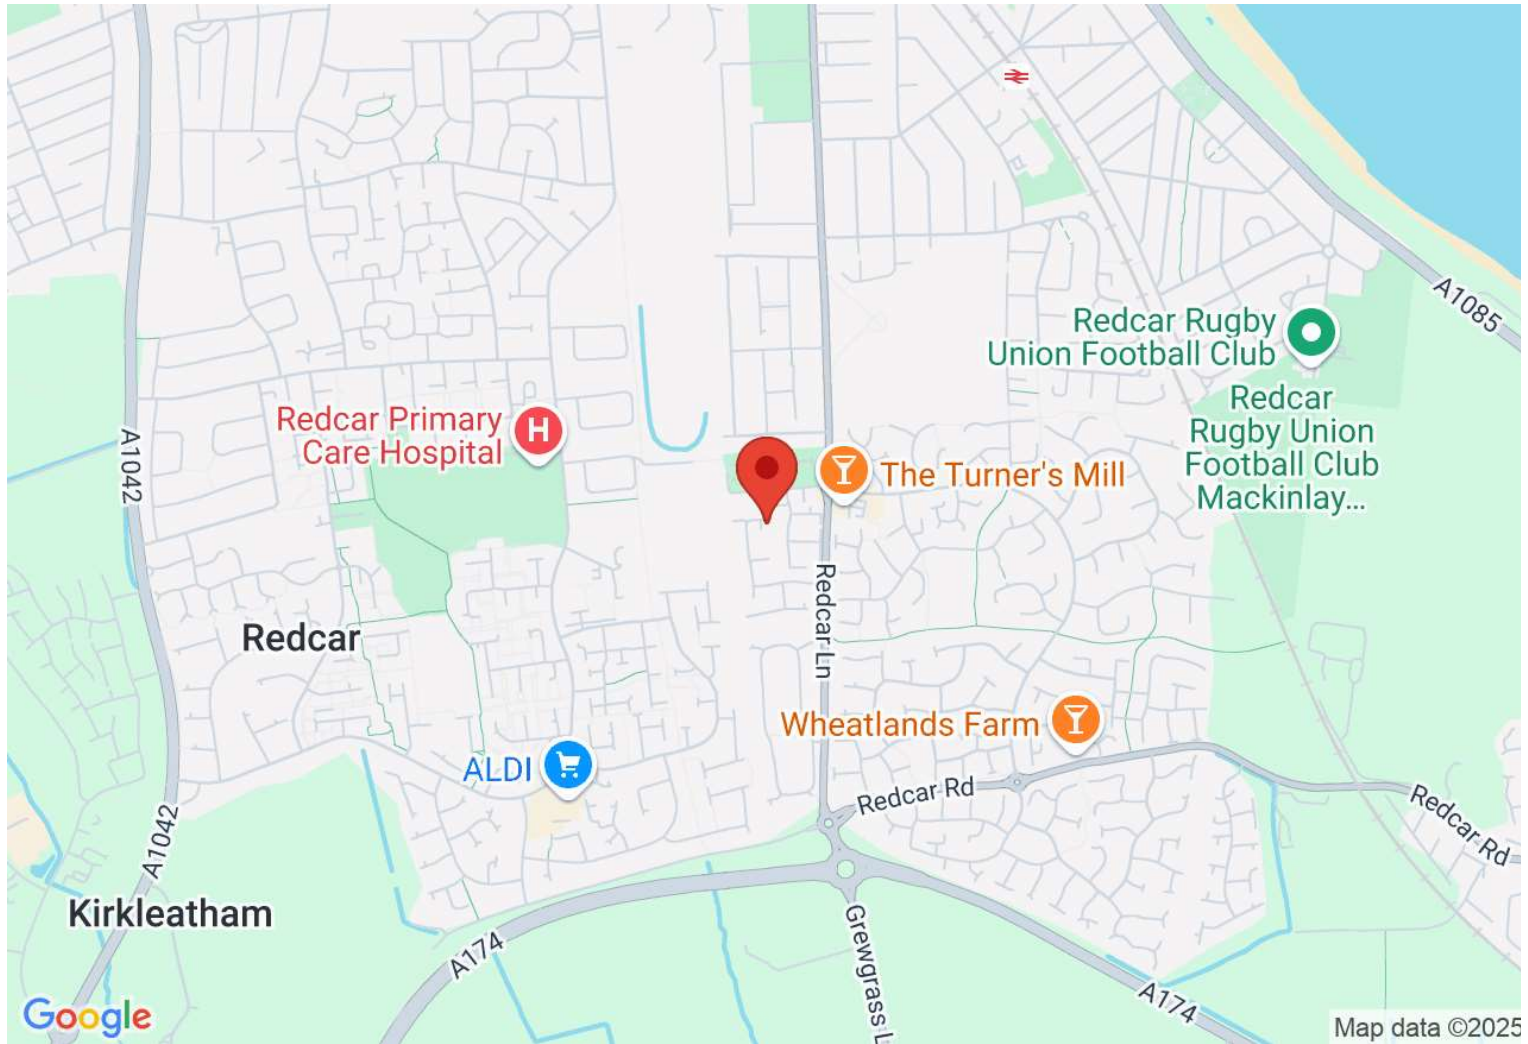 A1085
Redcar Rugby
Union Football Club
Redcar
Rugby Union
Football Club
Mackinlay...
Redcar Primary
Care Hospital
H
A1042
The Turner's Mill
Redcar Ln
Redcar
Wheatlands Farm
ALDI
Redcar Rd
Redcar Rd
A1042
Kirkleatham
A174
Grewgrass L
A174
Google
Map data ©2025